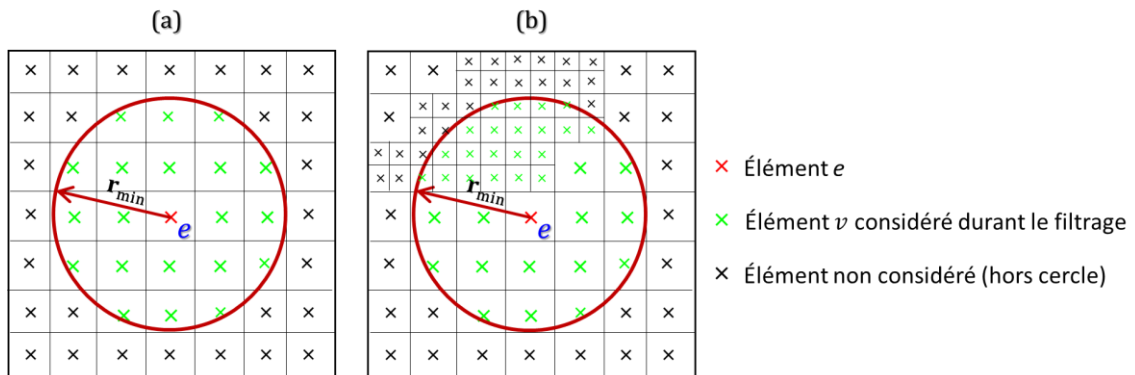 (a)
(b)
r_min
e
r_min
e
Élément e
Élément v considéré durant le filtrage
Élément non considéré (hors cercle)